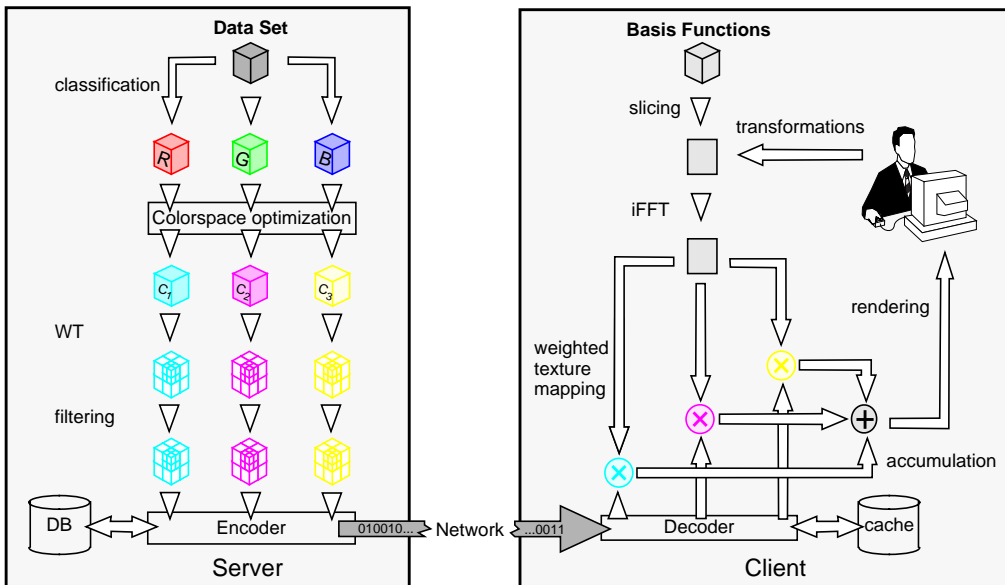 Data Set
classification
R
G
B
Colorspace optimization
C1
C2
C3
WT
filtering
DB
Encoder
010010...
Server
Network
Basis Functions
slicing
transformations
iFFT
rendering
weighted
texture
mapping
accumulation
...0011
Decoder
cache
Client